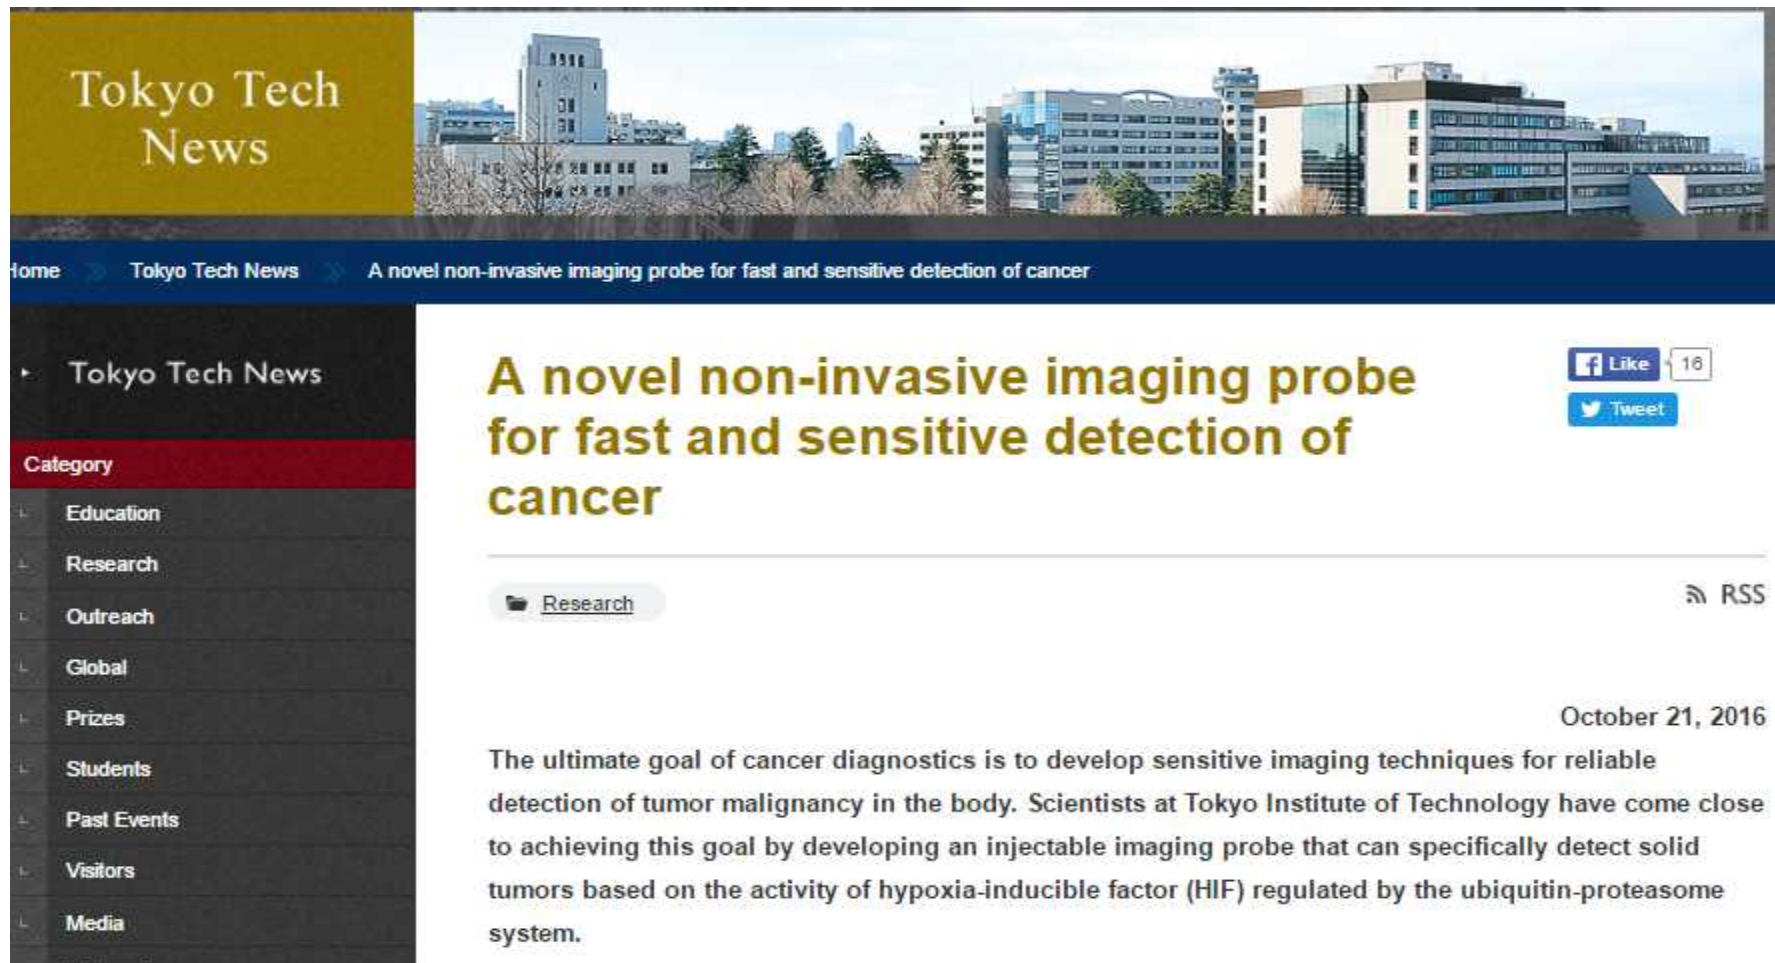 Tokyo Tech
News
Home
Tokyo Tech News
A novel non-invasive imaging probe for fast and sensitive detection of cancer
Tokyo Tech News
Category
Education
Research
Outreach
Global
Prizes
Students
Past Events
Visitors
Media
A novel non-invasive imaging probe
for fast and sensitive detection of
cancer
Like
16
Tweet
Research
RSS
October 21, 2016
The ultimate goal of cancer diagnostics is to develop sensitive imaging techniques for reliable
detection of tumor malignancy in the body. Scientists at Tokyo Institute of Technology have come close
to achieving this goal by developing an injectable imaging probe that can specifically detect solid
tumors based on the activity of hypoxia-inducible factor (HIF) regulated by the ubiquitin-proteasome
system.